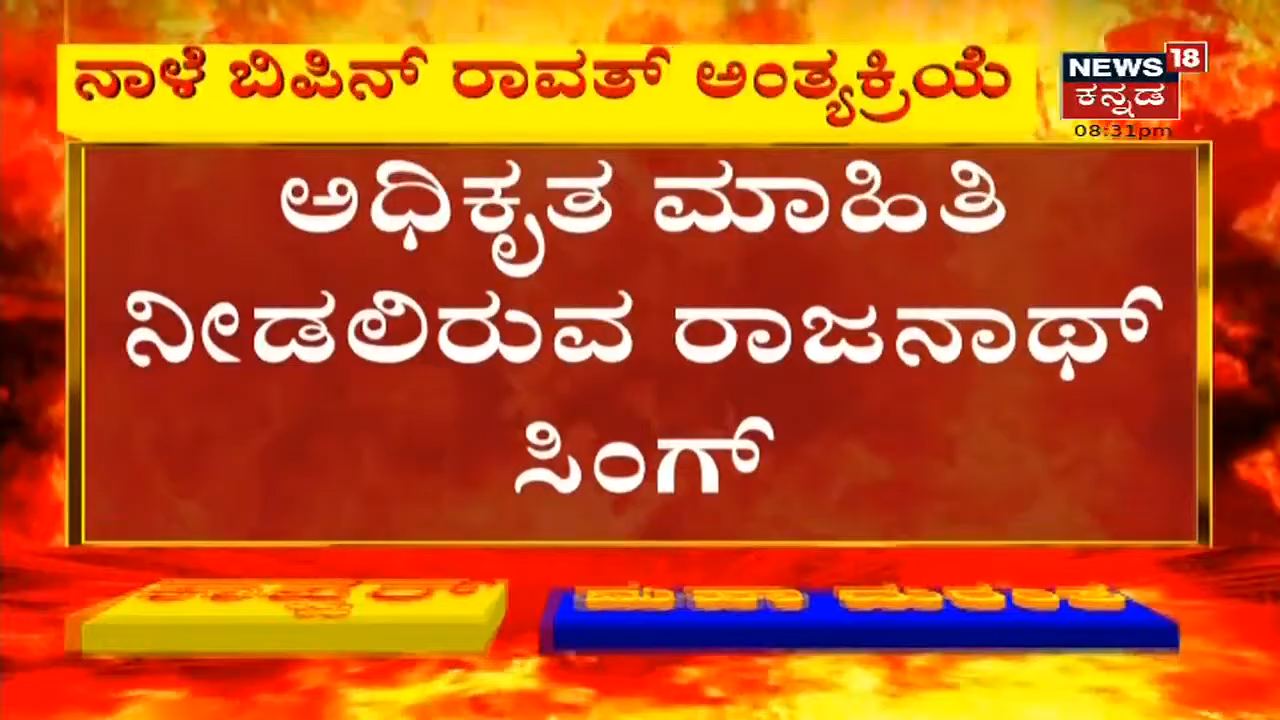 ನಾಳೆ ಬಿಪಿನ್ ರಾವತ್ ಅಂತ್ಯಕ್ರಿಯೆ
NEWS 18
ಕನ್ನಡ
08:31pm
ಅಧಿಕೃತ ಮಾಹಿತಿ
ನೀಡಲಿರುವ ರಾಜನಾಥ್
ಸಿಂಗ್